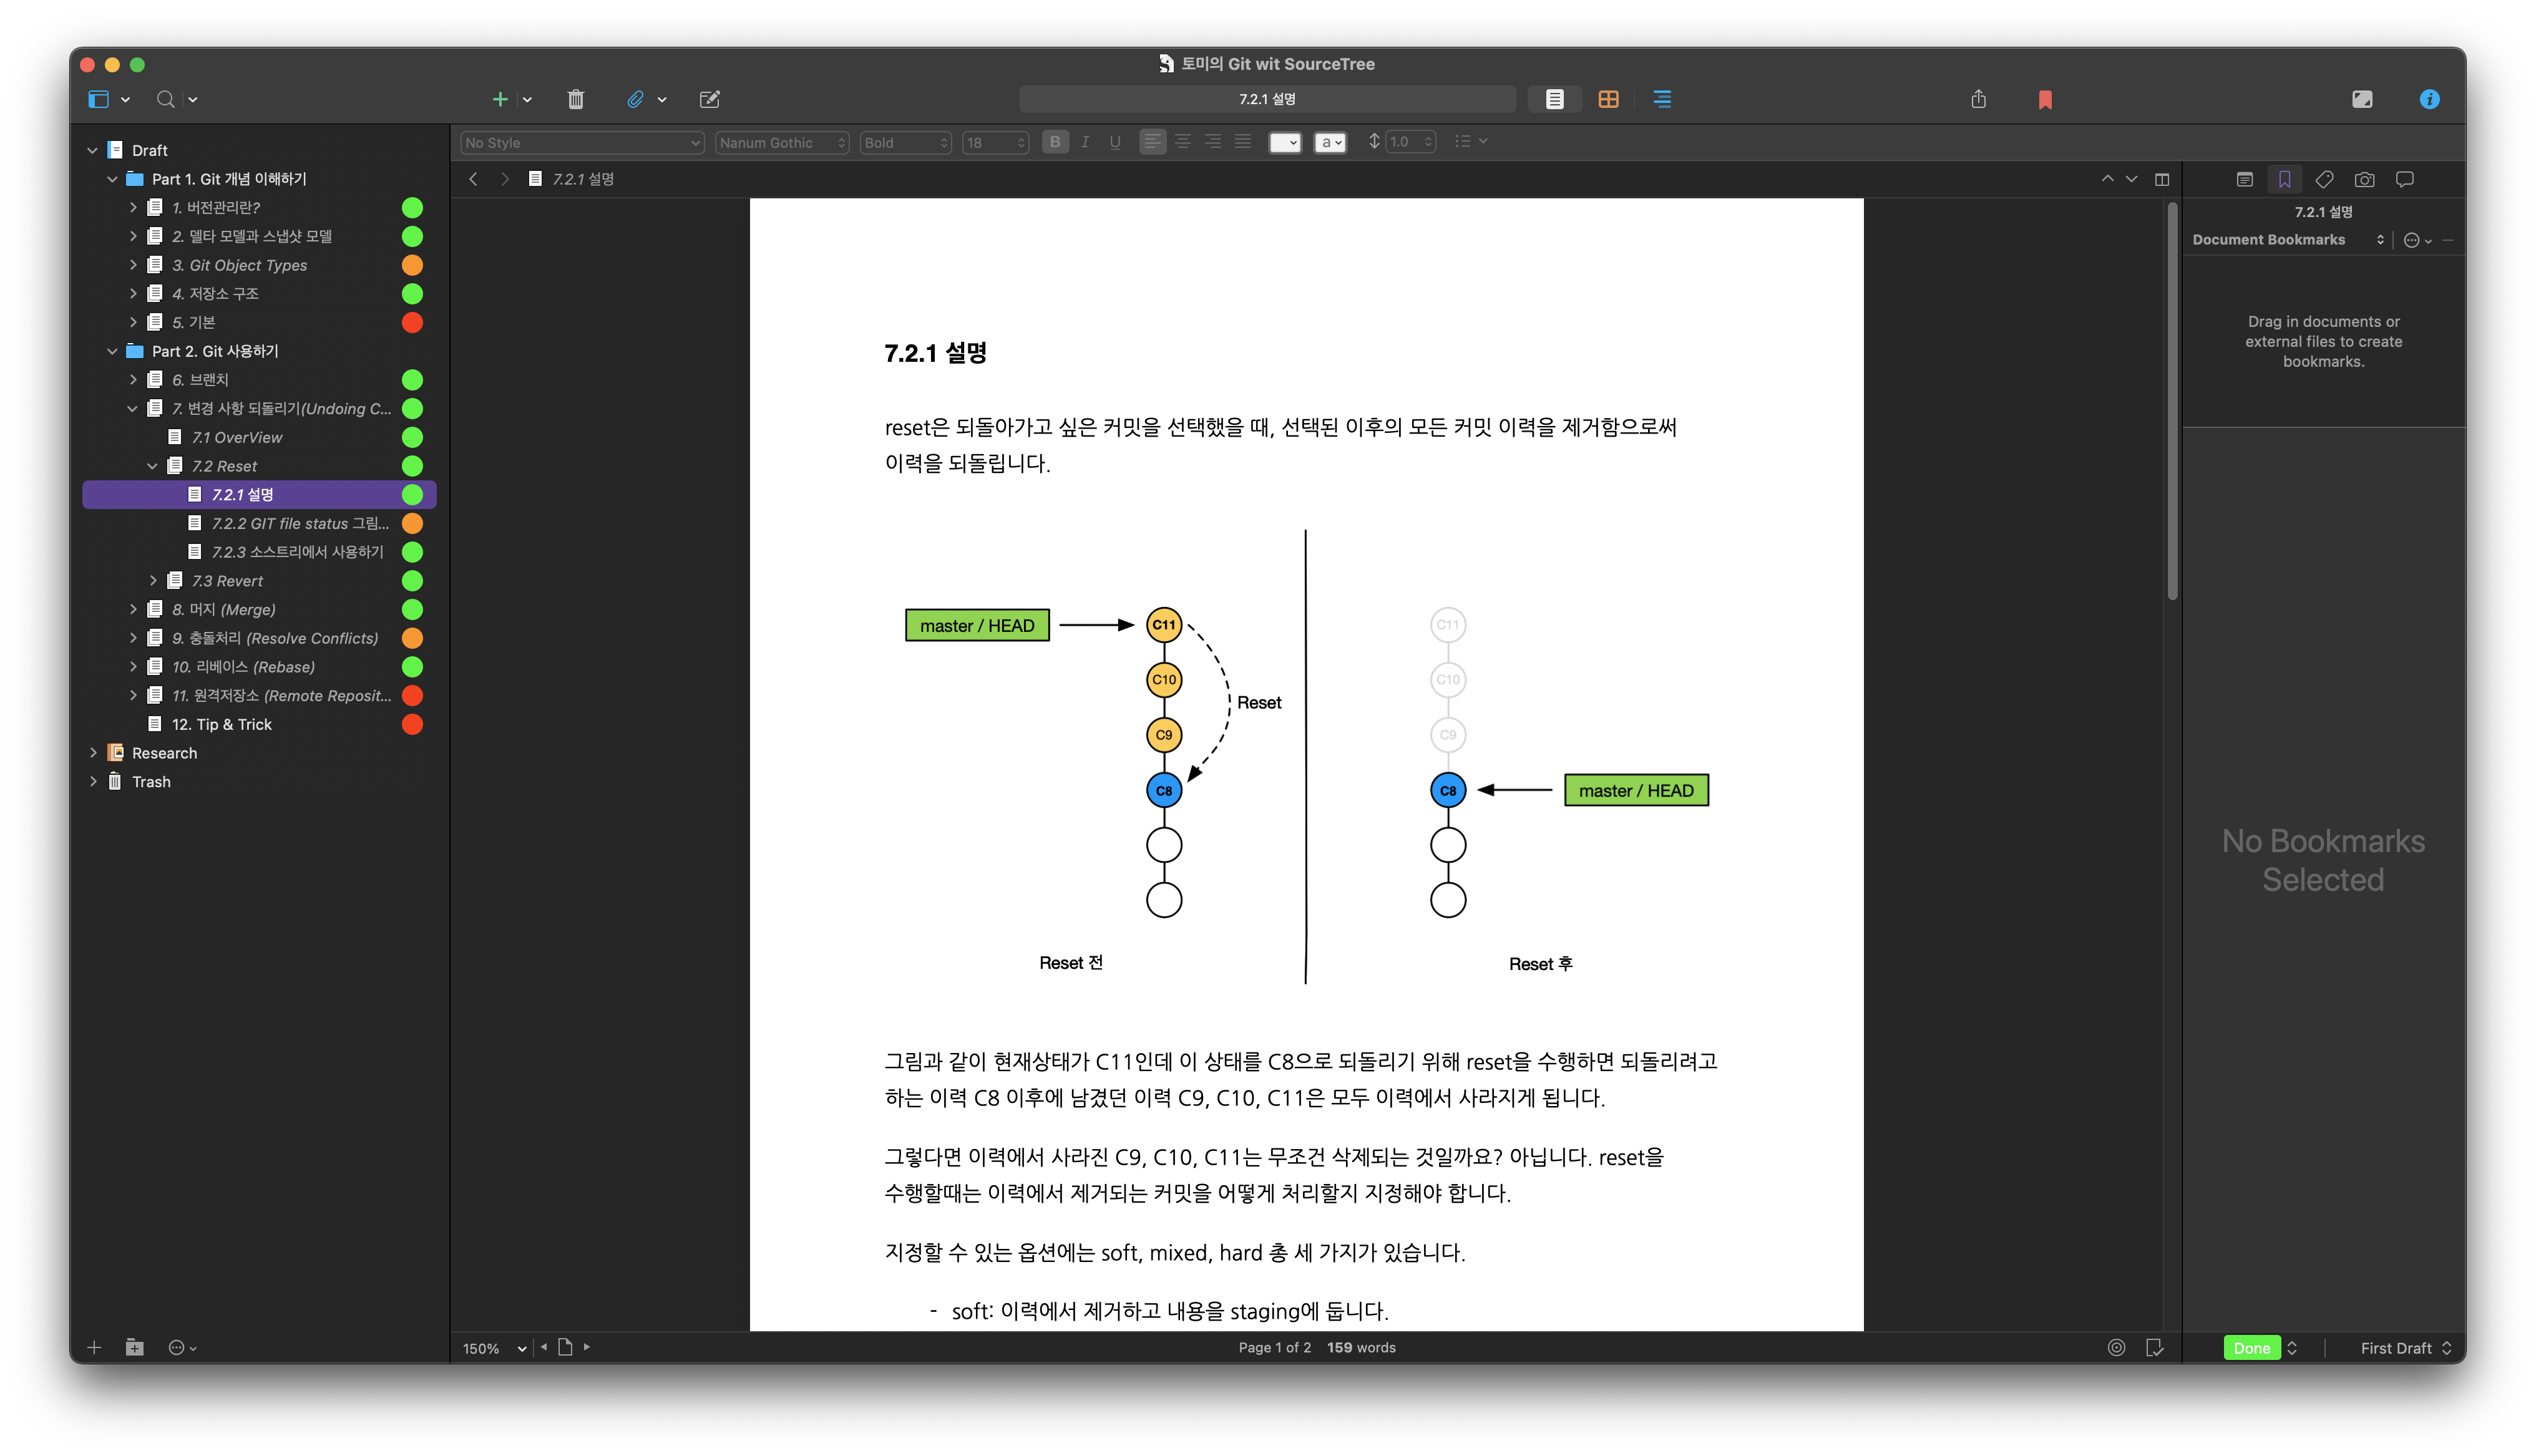 토미의 Git wit SourceTree
7.2.1 설명
No Style
Nanum Gothic
Bold
18
B
I
U
a
1.0
Draft
Part 1. Git 개념 이해하기
1. 버전관리란?
2. 델타 모델과 스냅샷 모델
3. Git Object Types
4. 저장소 구조
5. 기본
Part 2. Git 사용하기
6. 브랜치
7. 변경 사항 되돌리기(Undoing C...
7.1 OverView
7.2 Reset
7.2.1 설명
7.2.2 GIT file status 그림...
7.2.3 소스트리에서 사용하기
7.3 Revert
8. 머지 (Merge)
9. 충돌처리 (Resolve Conflicts)
10. 리베이스 (Rebase)
11. 원격저장소 (Remote Reposit...
12. Tip & Trick
Research
Trash
7.2.1 설명
7.2.1 설명
reset은 되돌아가고 싶은 커밋을 선택했을 때, 선택된 이후의 모든 커밋 이력을 제거함으로써
이력을 되돌립니다.
master / HEAD
C11
C10
C9
C8
Reset
Reset 전
C11
C10
C9
C8
master / HEAD
Reset 후
그림과 같이 현재상태가 C11인데 이 상태를 C8으로 되돌리기 위해 reset을 수행하면 되돌리려고
하는 이력 C8 이후에 남겼던 이력 C9, C10, C11은 모두 이력에서 사라지게 됩니다.
그렇다면 이력에서 사라진 C9, C10, C11는 무조건 삭제되는 것일까요? 아닙니다. reset을
수행할때는 이력에서 제거되는 커밋을 어떻게 처리할지 지정해야 합니다.
지정할 수 있는 옵션에는 soft, mixed, hard 총 세 가지가 있습니다.
- soft: 이력에서 제거하고 내용을 staging에 둡니다.
7.2.1 설명
Document Bookmarks
Drag in documents or
external files to create
bookmarks.
No Bookmarks
Selected
150%
Page 1 of 2 159 words
Done
First Draft